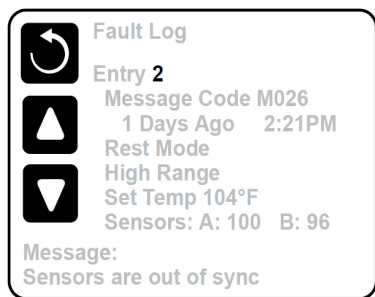 Fault Log
Entry 2
Message Code M026
1 Days Ago 2:21PM
Rest Mode
High Range
Set Temp 104°F
Sensors: A: 100 B: 96
Message:
Sensors are out of sync